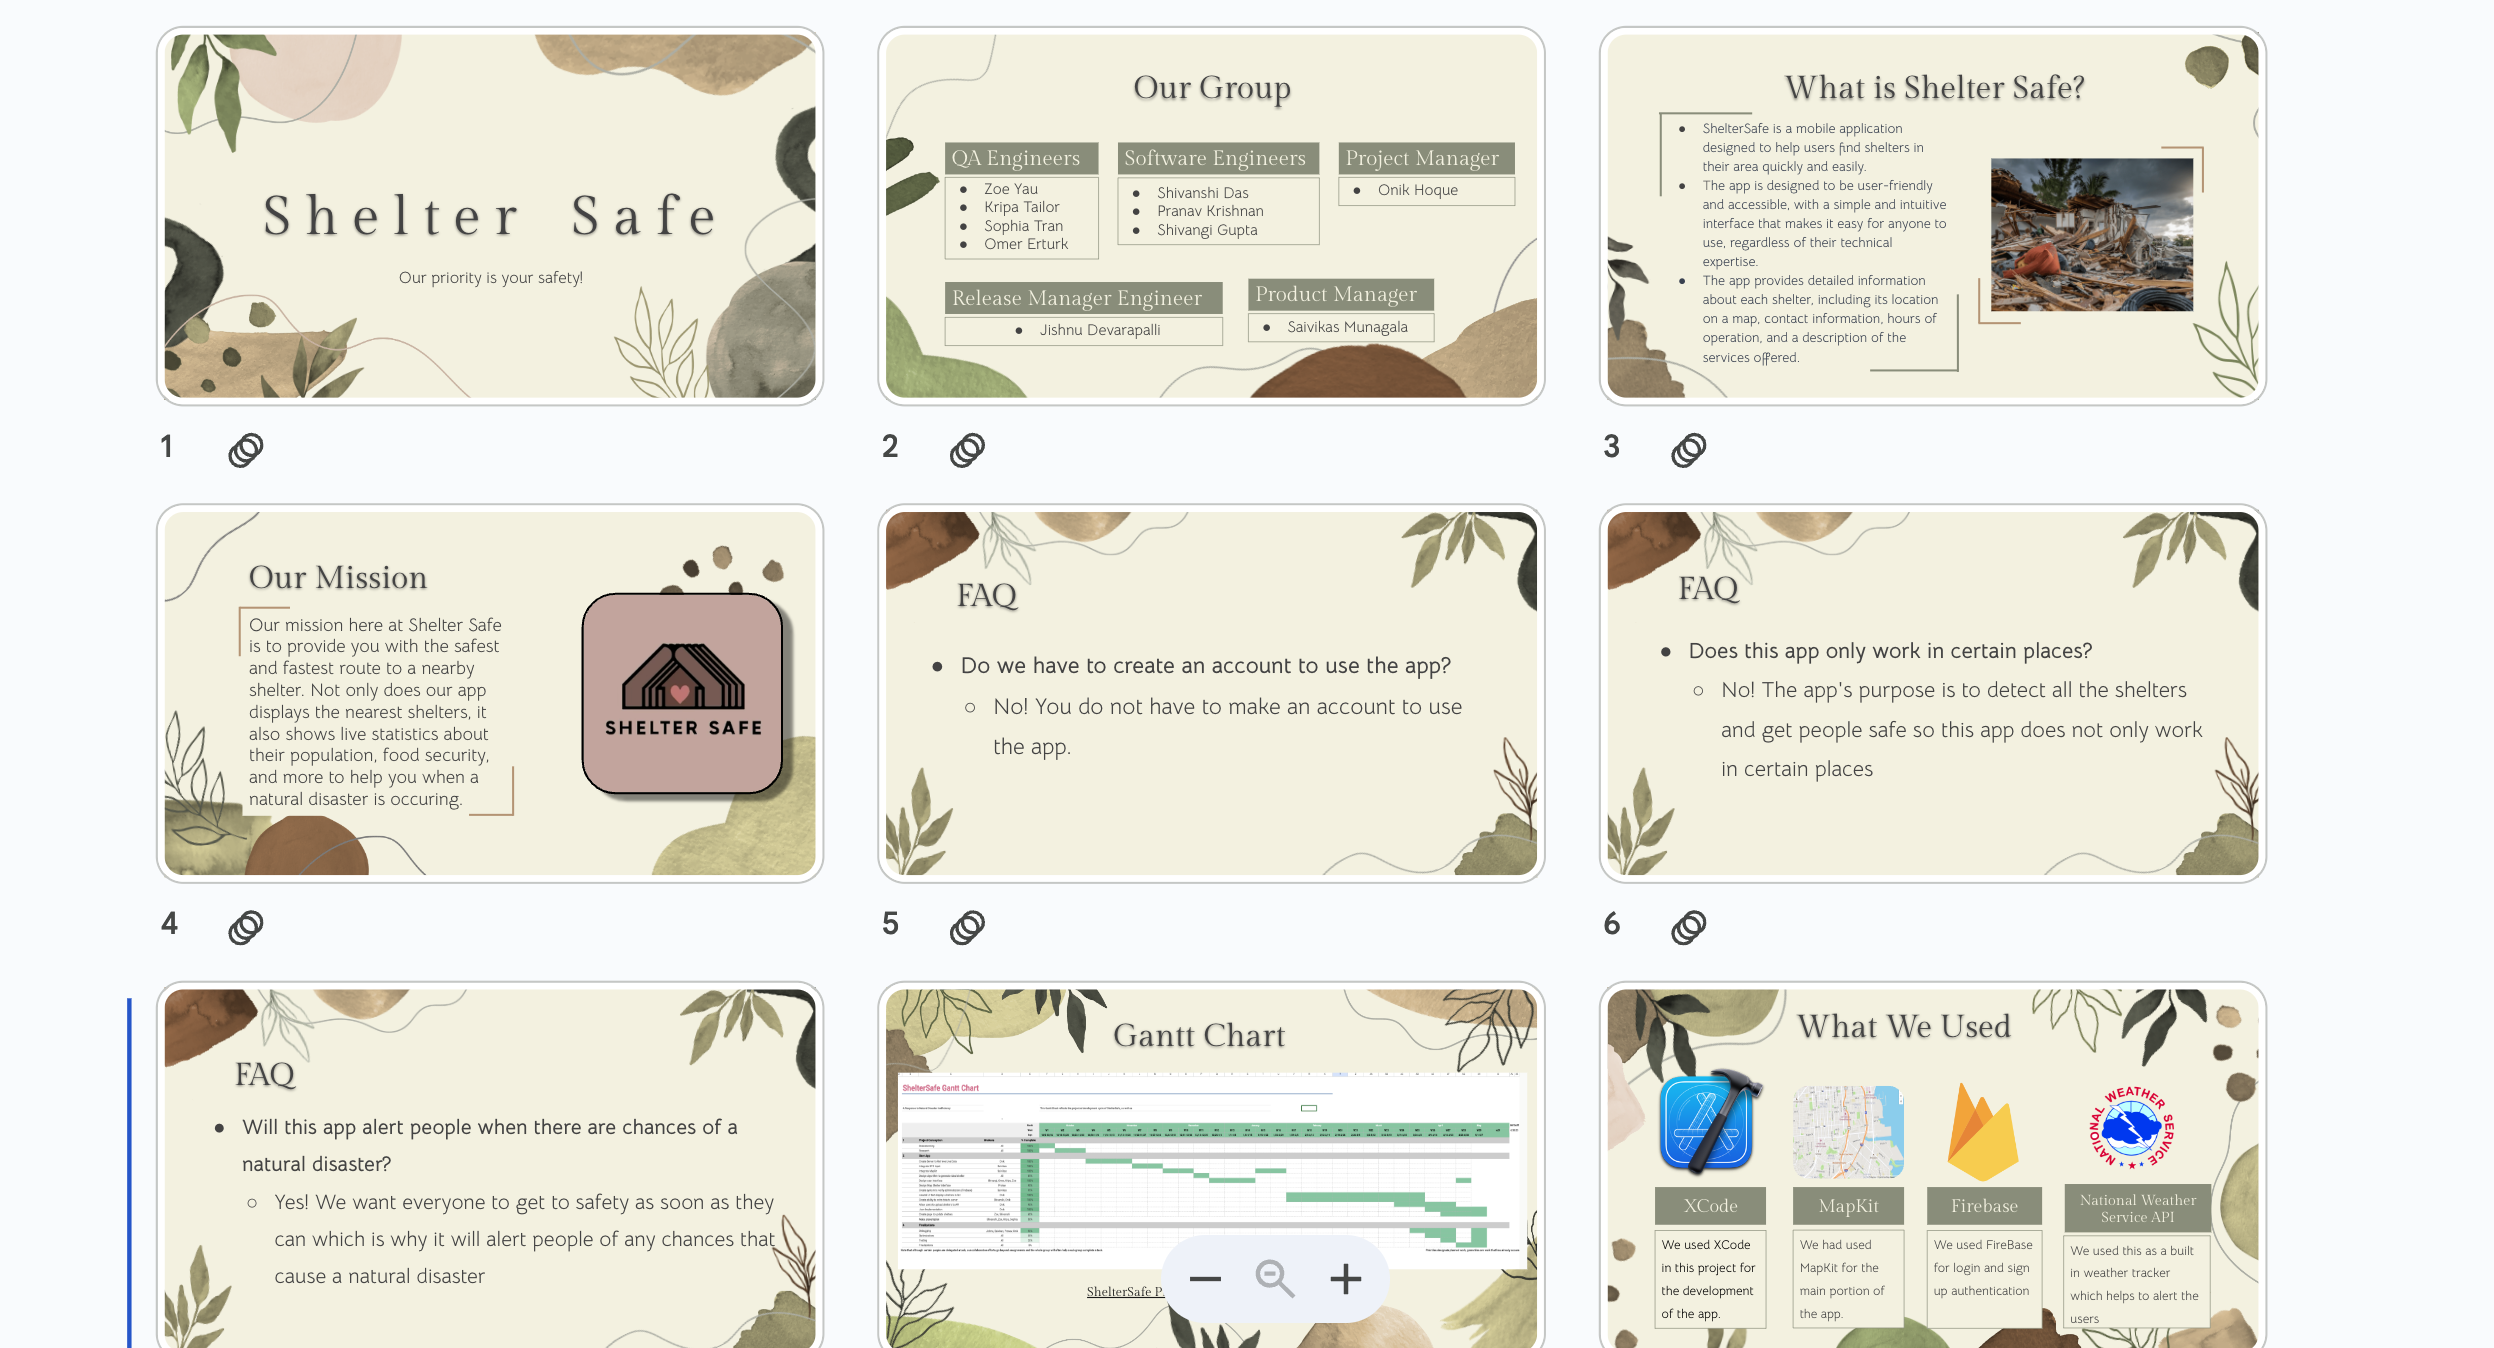 Shelter Safe
Our priority is your safety!
1
Our Group
QA Engineers
● Zoe Yau
● Kripa Tailor
● Sophia Tran
● Omer Erturk
Software Engineers
● Shivanshi Das
● Pranav Krishnan
● Shivangi Gupta
Project Manager
● Onik Hoque
Release Manager Engineer
● Jishnu Devarapalli
Product Manager
● Saivikas Munagala
2
What is Shelter Safe?
● ShelterSafe is a mobile application
designed to help users find shelters in
their area quickly and easily.
● The app is designed to be user-friendly
and accessible, with a simple and intuitive
interface that makes it easy for anyone to
use, regardless of their technical
expertise.
● The app provides detailed information
about each shelter, including its location
on a map, contact information, hours of
operation, and a description of the
services offered.
3
Our Mission
Our mission here at Shelter Safe
is to provide you with the safest
and fastest route to a nearby
shelter. Not only does our app
displays the nearest shelters, it
also shows live statistics about
their population, food security,
and more to help you when a
natural disaster is occuring.
SHELTER SAFE
4
FAQ
● Do we have to create an account to use the app?
○ No! You do not have to make an account to use
the app.
5
FAQ
● Does this app only work in certain places?
○ No! The app's purpose is to detect all the shelters
and get people safe so this app does not only work
in certain places
6
FAQ
● Will this app alert people when there are chances of a
natural disaster?
○ Yes! We want everyone to get to safety as soon as they
can which is why it will alert people of any chances that
cause a natural disaster
Gantt Chart
ShelterSafe Gantt Chart
ShelterSafe
What We Used
NATIONAL WEATHER SERVICE
XCode
We used XCode
in this project for
the development
of the app.
MapKit
We had used
MapKit for the
main portion of
the app.
Firebase
We used FireBase
for login and sign
up authentication
National Weather
Service API
We used this as a built
in weather tracker
which helps to alert the
users